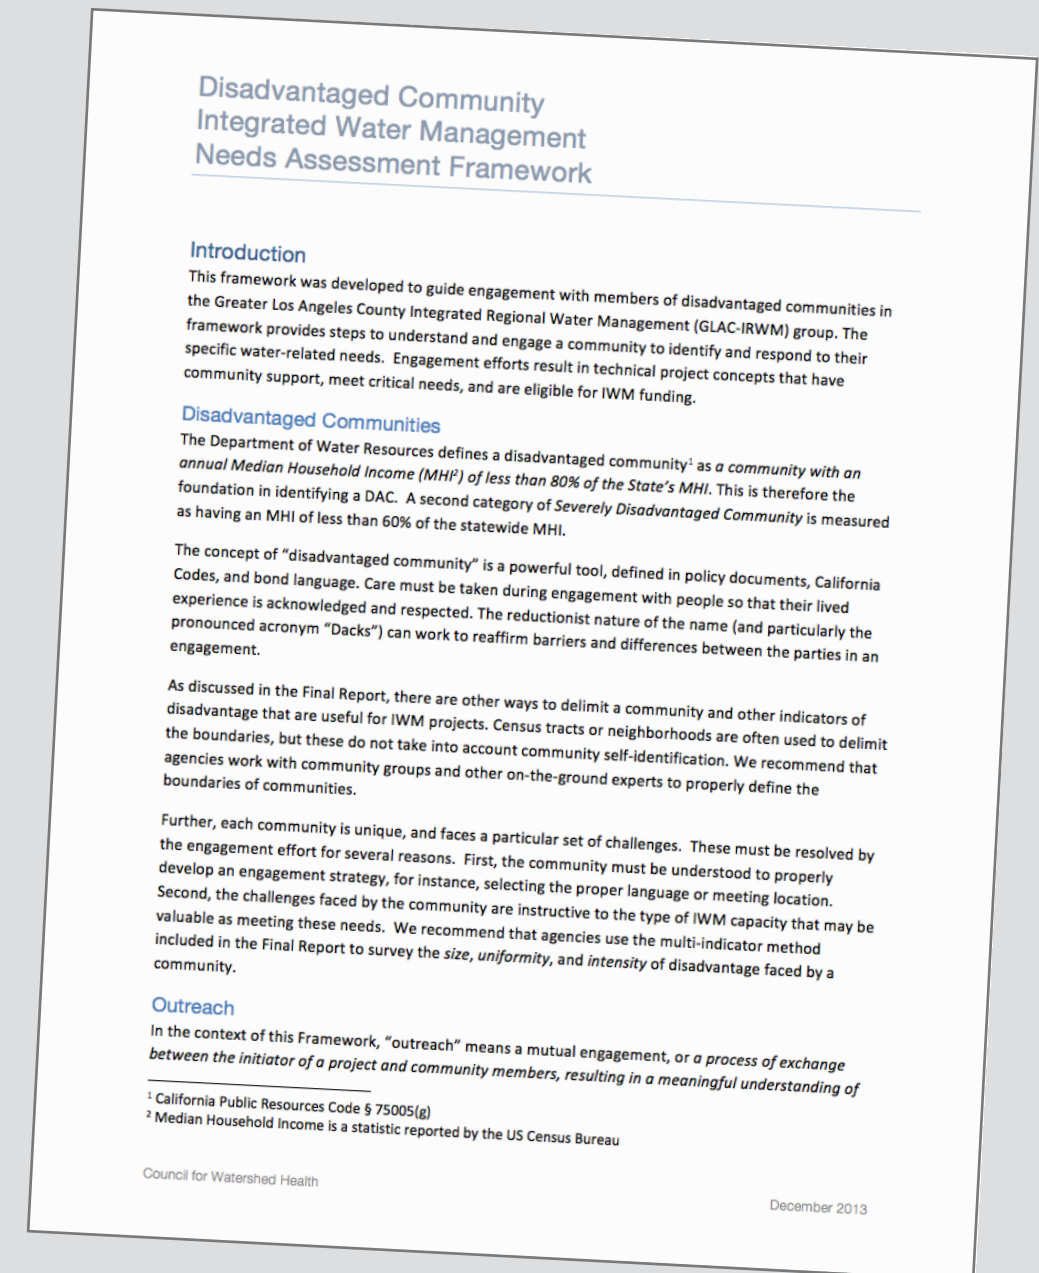 Disadvantaged Community
Integrated Water Management
Needs Assessment Framework
Introduction
This framework was developed to guide engagement with members of disadvantaged communities in
the Greater Los Angeles County Integrated Regional Water Management (GLAC-IRWM) group. The
framework provides steps to understand and engage a community to identify and respond to their
specific water-related needs.  Engagement efforts result in technical project concepts that have
community support, meet critical needs, and are eligible for IWM funding.
Disadvantaged Communities
The Department of Water Resources defines a disadvantaged community¹ as a community with an
annual Median Household Income (MHI²) of less than 80% of the State’s MHI. This is therefore the
foundation in identifying a DAC.  A second category of Severely Disadvantaged Community is measured
as having an MHI of less than 60% of the statewide MHI.
The concept of “disadvantaged community” is a powerful tool, defined in policy documents, California
Codes, and bond language. Care must be taken during engagement with people so that their lived
experience is acknowledged and respected. The reductionist nature of the name (and particularly the
pronounced acronym “Dacks”) can work to reaffirm barriers and differences between the parties in an
engagement.
As discussed in the Final Report, there are other ways to delimit a community and other indicators of
disadvantage that are useful for IWM projects. Census tracts or neighborhoods are often used to delimit
the boundaries, but these do not take into account community self-identification. We recommend that
agencies work with community groups and other on-the-ground experts to properly define the
boundaries of communities.
Further, each community is unique, and faces a particular set of challenges.  These must be resolved by
the engagement effort for several reasons.  First, the community must be understood to properly
develop an engagement strategy, for instance, selecting the proper language or meeting location.
Second, the challenges faced by the community are instructive to the type of IWM capacity that may be
valuable as meeting these needs.  We recommend that agencies use the multi-indicator method
included in the Final Report to survey the size, uniformity, and intensity of disadvantage faced by a
community.
Outreach
In the context of this Framework, “outreach” means a mutual engagement, or a process of exchange
between the initiator of a project and community members, resulting in a meaningful understanding of
¹ California Public Resources Code § 75005(g)
² Median Household Income is a statistic reported by the US Census Bureau
Council for Watershed Health
December 2013